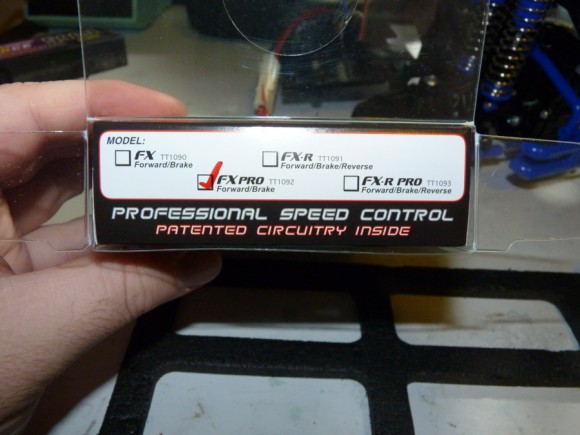 MODEL:
FX TT1090
Forward/Brake
FX-R TT1091
Forward/Brake/Reverse
FX PRO TT1092
Forward/Brake
FX-R PRO TT1093
Forward/Brake/Reverse
PROFESSIONAL SPEED CONTROL
PATENTED CIRCUITRY INSIDE